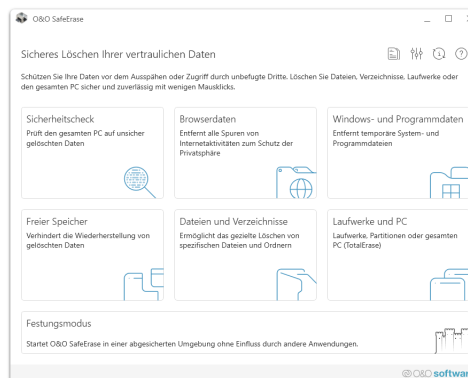 O&O SafeErase
Sicheres Löschen Ihrer vertraulichen Daten
Schützen Sie Ihre Daten vor dem Ausspähen oder Zugriff durch unbefugte Dritte. Löschen Sie Dateien, Verzeichnisse, Laufwerke oder
den gesamten PC sicher und zuverlässig mit wenigen Mausklicks.
Sicherheitscheck
Prüft den gesamten PC auf unsicher
gelöschten Daten
Browserdaten
Entfernt alle Spuren von
Internetaktivitäten zum Schutz der
Privatsphäre
Windows- und Programmdaten
Entfernt temporäre System- und
Programmdateien
Freier Speicher
Verhindert die Wiederherstellung von
gelöschten Daten
Dateien und Verzeichnisse
Ermöglicht das gezielte Löschen von
spezifischen Dateien und Ordnern
Laufwerke und PC
Laufwerke, Partitionen oder gesamten
PC (TotalErase)
Festungsmodus
Startet O&O SafeErase in einer abgesicherten Umgebung ohne Einfluss durch andere Anwendungen.
O&O softwar